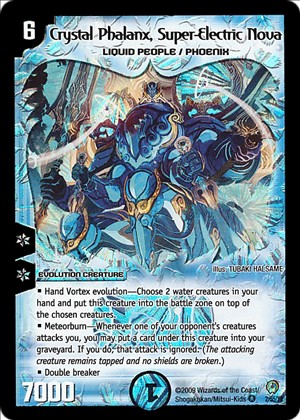 6
Crystal Phalanx, Super-Electric Nova
LIQUID PEOPLE / PHOENIX
illus. TUBAKI HALSAME
EVOLUTION CREATURE
■ Hand Vortex evolution—Choose 2 water creatures in your
hand and put this creature into the battle zone on top of
the chosen creatures.
■ Meteorburn—Whenever one of your opponent's creatures
attacks you, you may put a card under this creature into your
graveyard. If you do, that attack is ignored. (The attacking
creature remains tapped and no shields are broken.)
■ Double breaker
7000
1
©2009 Wizards of the Coast/
Shogakukan/Mitsui-Kids